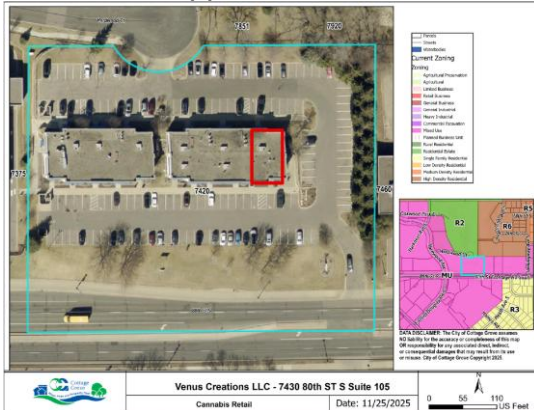 7851
7920
7375
7420
7460
Parcels
Streets
Waterbodies
Current Zoning
Zoning
Agricultural Preservation
Agricultural
Limited Business
Retail Business
General Business
General Industrial
Heavy Industrial
Commercial Excavation
Mixed Use
Planned Business Unit
Rural Residential
Residential Estate
Single Family Residential
Low Density Residential
Medium Density Residential
High Density Residential
R2
R5
R6
MU
R3
DATA DISCLAIMER: The City of Cottage Grove assumes
NO liability for the accuracy or completeness of this map
OR responsibility for any associated direct, indirect,
or consequential damages that may result from its use
or misuse. City of Cottage Grove Copyright 2025.
Cottage
Grove
Venus Creations LLC - 7430 80th ST S Suite 105
Cannabis Retail
Date: 11/25/2025
N
0 55 110
US Feet